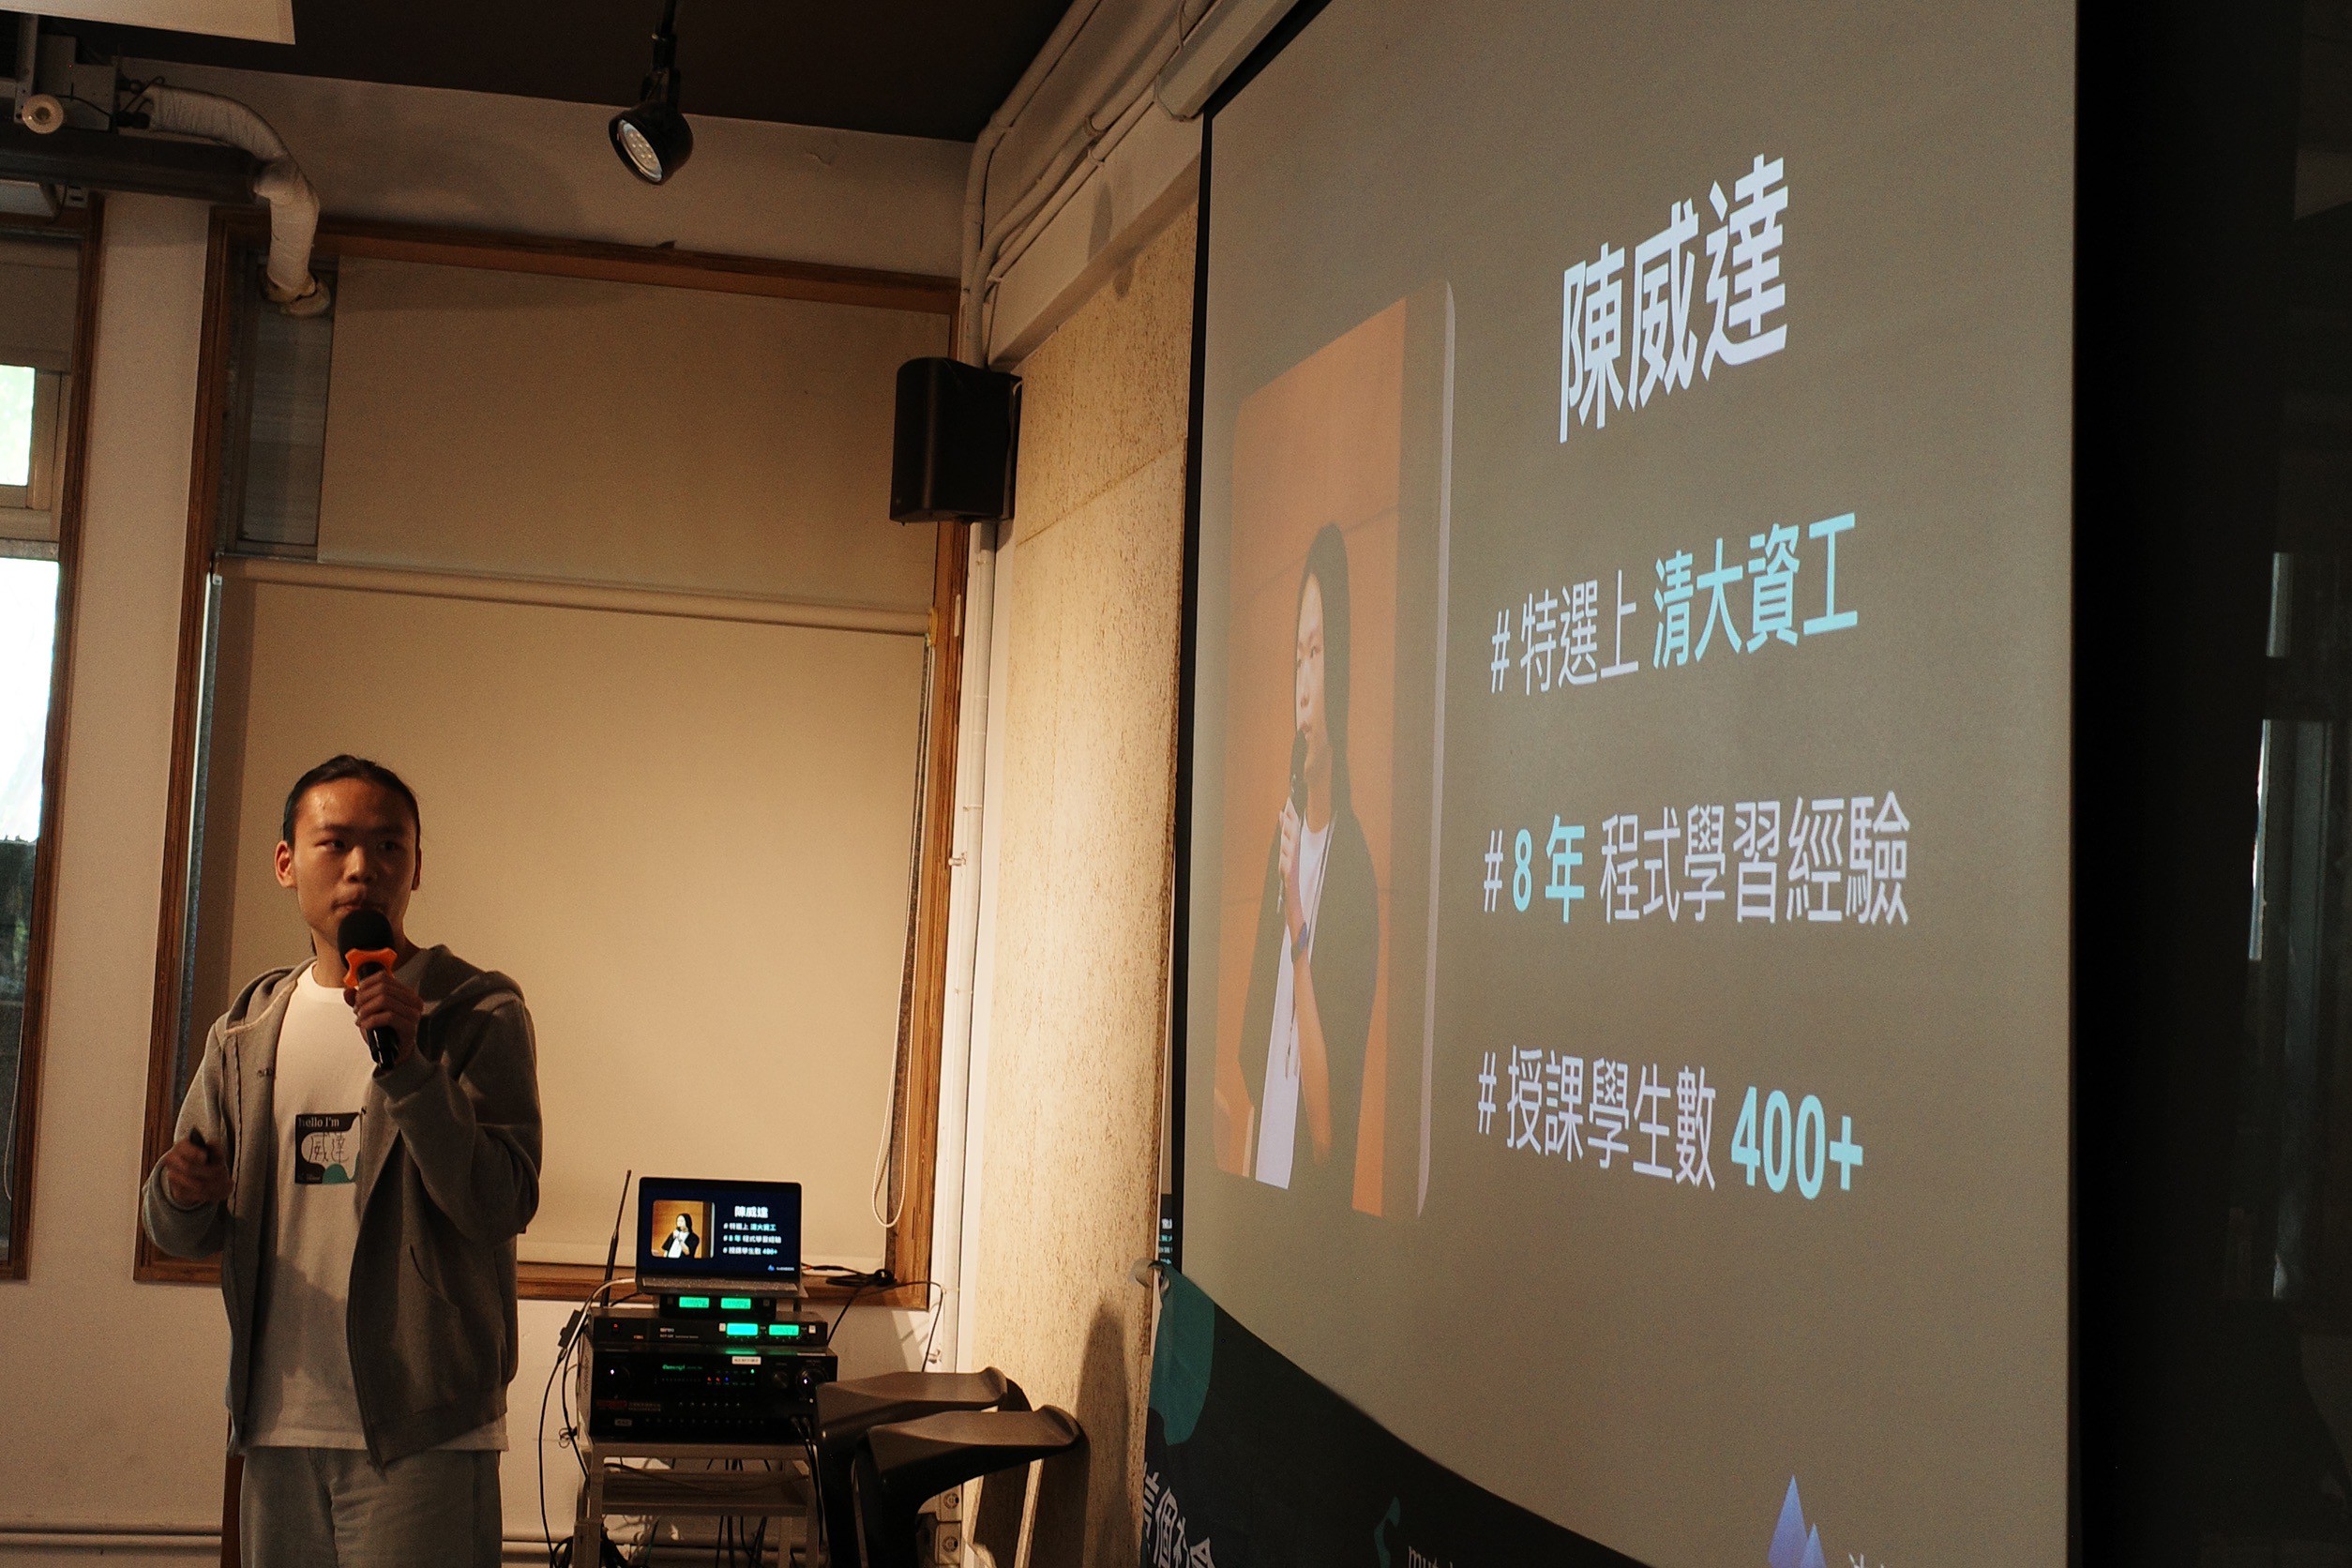 陳威達
# 特選上 清大資工
# 8 年 程式學習經驗
# 授課學生數 400+
hello I'm
威達
陳威達
# 特選上 清大資工
# 8 年 程式學習經驗
# 授課學生數 400+